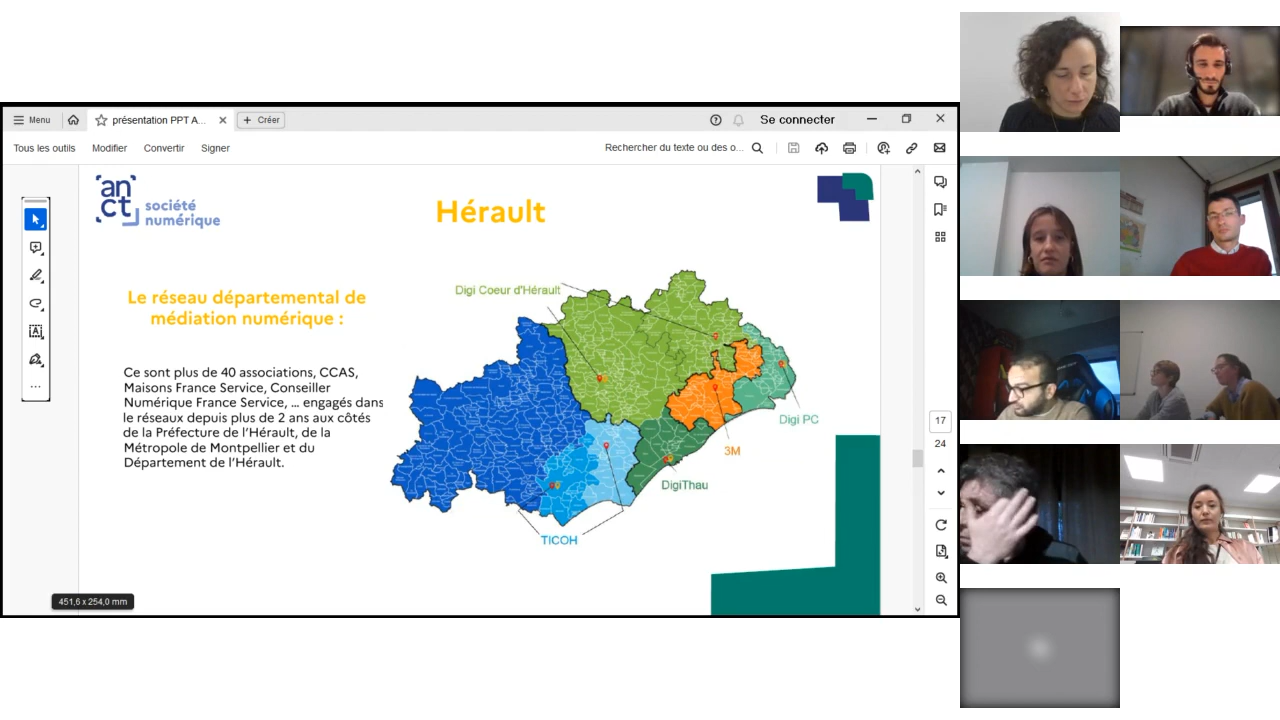 Menu
présentation PPT A...
Créer
Se connecter
Tous les outils
Modifier
Convertir
Signer
Rechercher du texte ou des o...
anct
société
numérique
Hérault
Le réseau départemental de
médiation numérique :
Ce sont plus de 40 associations, CCAS,
Maisons France Service, Conseiller
Numérique France Service, ... engagés dans
le réseaux depuis plus de 2 ans aux côtés
de la Préfecture de l'Hérault, de la
Métropole de Montpellier et du
Département de l'Hérault.
Digi Coeur d'Hérault
Digi PC
3M
DigiThau
TICOH
17
24
451,6 x 254,0 mm